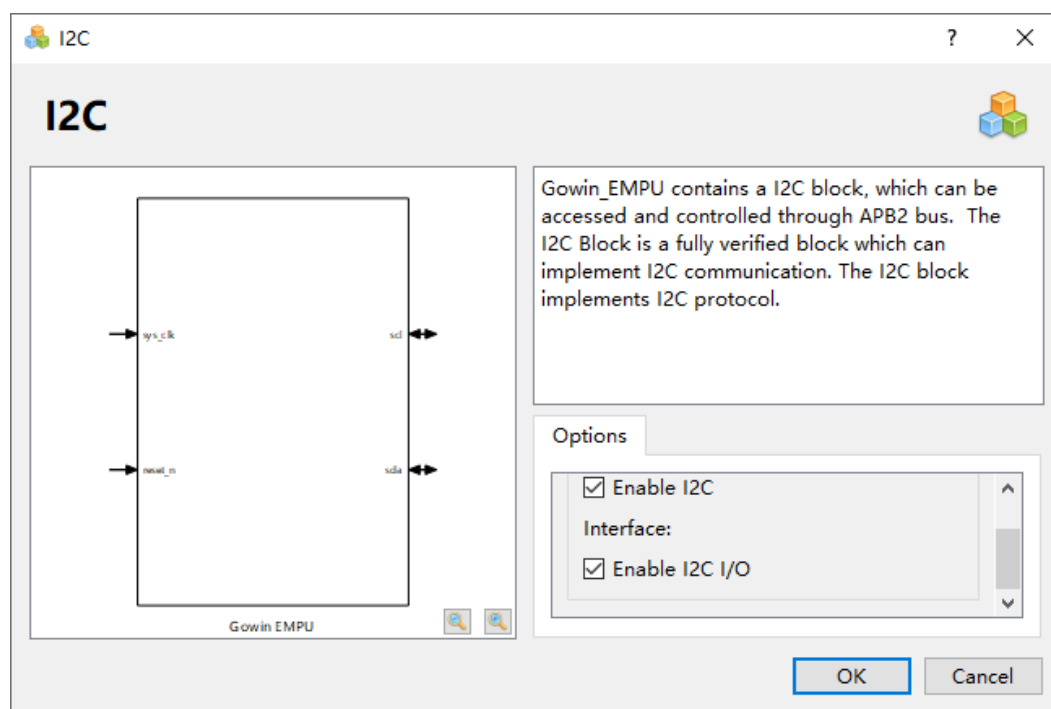 I2C
?
I2C
sys_clk
scl
reset_n
sda
Gowin EMPU
Gowin_EMPU contains a I2C block, which can be
accessed and controlled through APB2 bus.  The
I2C Block is a fully verified block which can
implement I2C communication. The I2C block
implements I2C protocol.
Options
Enable I2C
Interface:
Enable I2C I/O
OK
Cancel